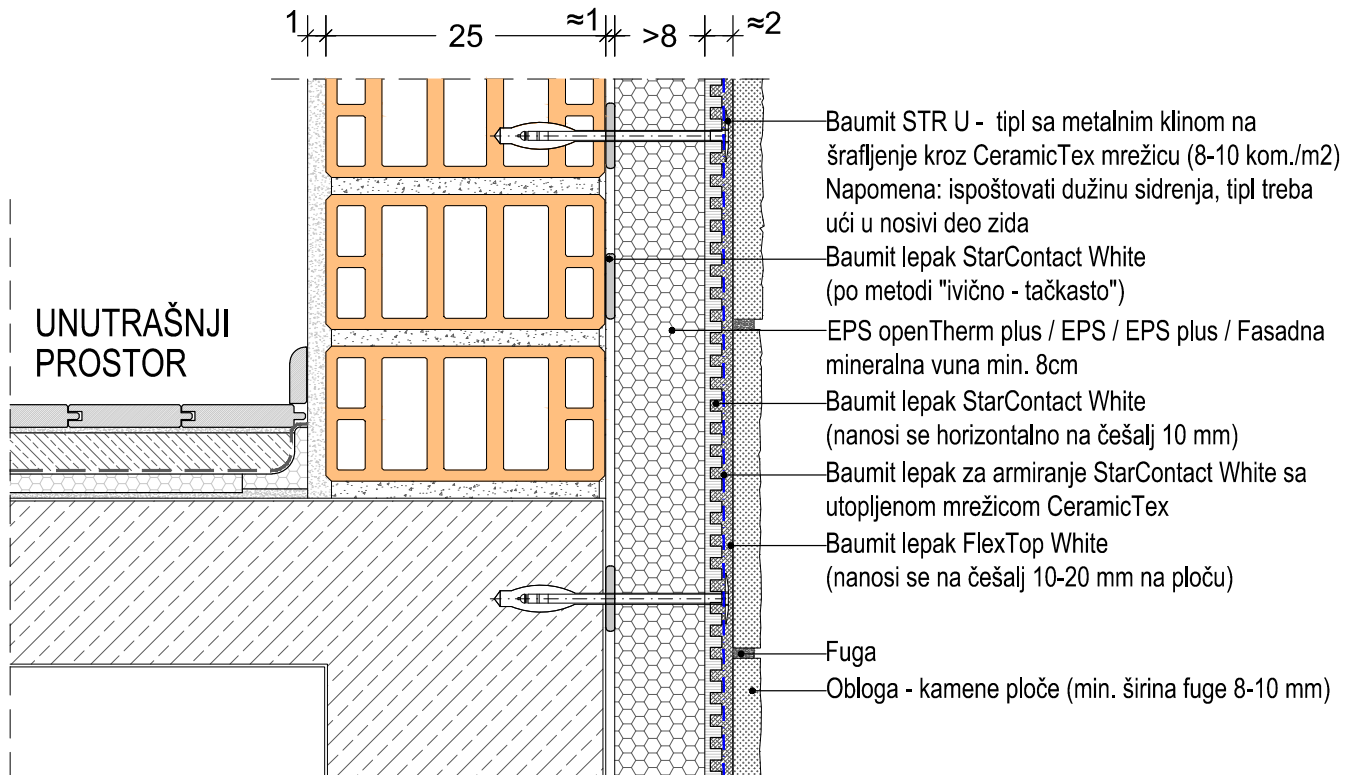 1 25 ≈1 >8 ≈2
Baumit STR U - tipl sa metalnim klinom na
šrafljenje kroz CeramicTex mrežicu (8-10 kom./m2)
Napomena: ispoštovati dužinu sidrenja, tipl treba
ući u nosivi deo zida
Baumit lepak StarContact White
(po metodi "ivično - tačkasto")
EPS openTherm plus / EPS / EPS plus / Fasadna
mineralna vuna min. 8cm
Baumit lepak StarContact White
(nanosi se horizontalno na češalj 10 mm)
Baumit lepak za armiranje StarContact White sa
utopljenom mrežicom CeramicTex
Baumit lepak FlexTop White
(nanosi se na češalj 10-20 mm na ploču)
Fuga
Obloga - kamene ploče (min. širina fuge 8-10 mm)
UNUTRAŠNJI
PROSTOR